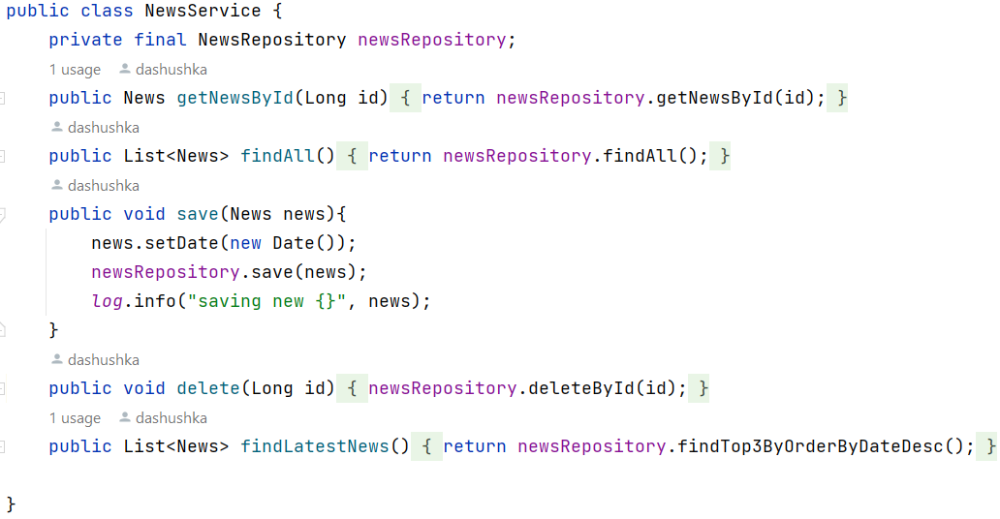 public class NewsService {
private final NewsRepository newsRepository;
1 usage dashushka
public News getNewsById(Long id) { return newsRepository.getNewsById(id); }
dashushka
public List<News> findAll() { return newsRepository.findAll(); }
dashushka
public void save(News news){
news.setDate(new Date());
newsRepository.save(news);
log.info("saving new {}", news);
}
dashushka
public void delete(Long id) { newsRepository.deleteById(id); }
1 usage dashushka
public List<News> findLatestNews() { return newsRepository.findTop3ByOrderByDateDesc(); }
}